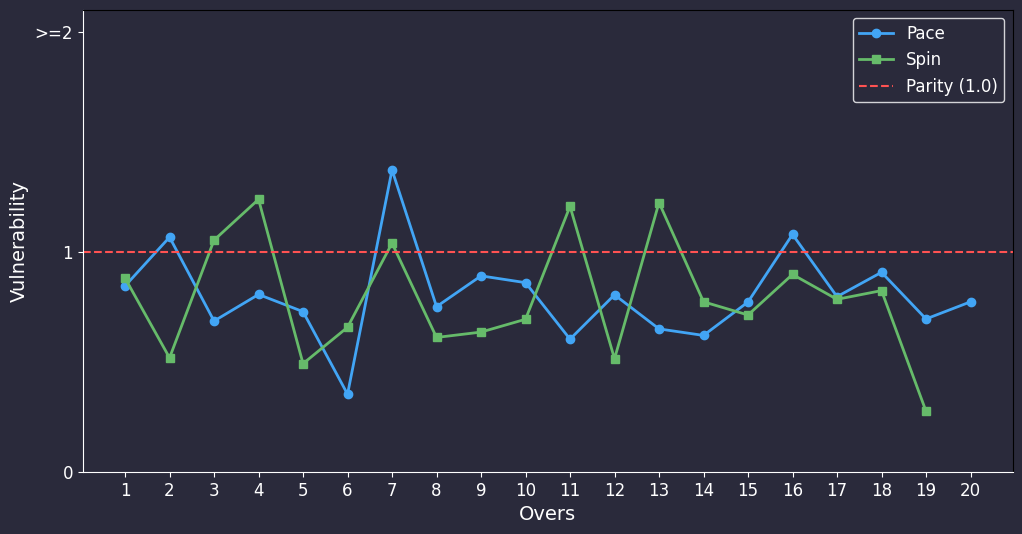 >=2
1
0
Vulnerability
Pace
Spin
Parity (1.0)
1 2 3 4 5 6 7 8 9 10 11 12 13 14 15 16 17 18 19 20
Overs